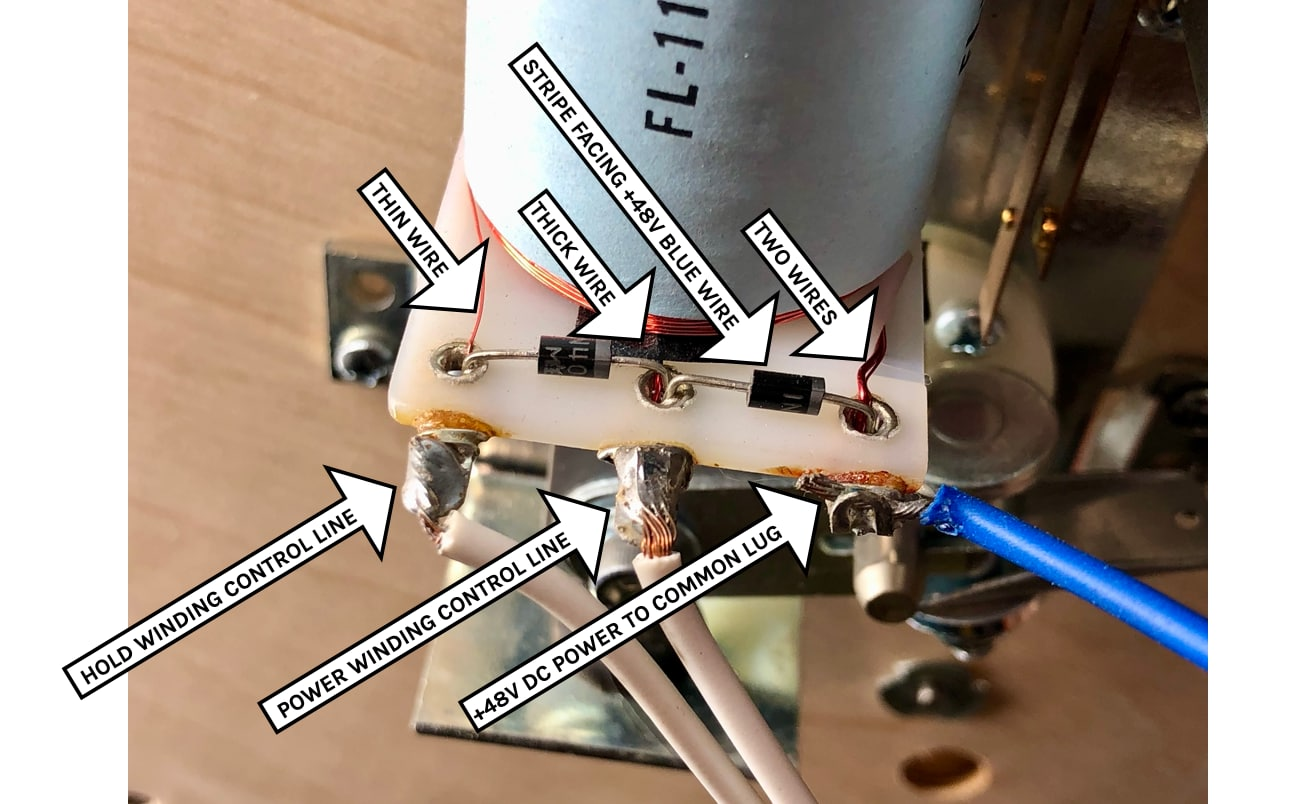 FL-11
STRIPE FACING +48V BLUE WIRE
THIN WIRE
THICK WIRE
TWO WIRES
HOLD WINDING CONTROL LINE
POWER WINDING CONTROL LINE
+48V DC POWER TO COMMON LUG